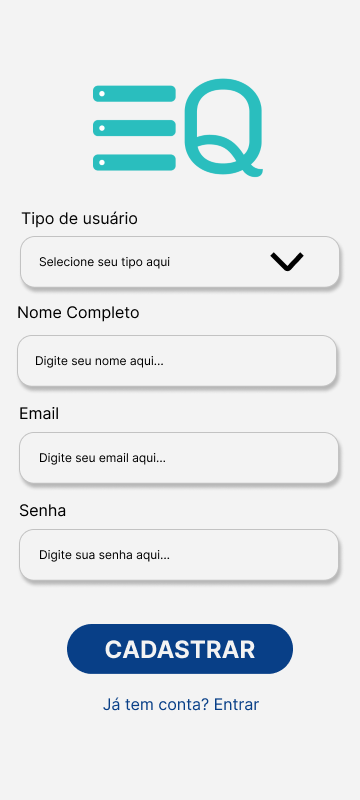 EQ
Tipo de usuário
Selecione seu tipo aqui
Nome Completo
Digite seu nome aqui...
Email
Digite seu email aqui...
Senha
Digite sua senha aqui...
CADASTRAR
Já tem conta? Entrar